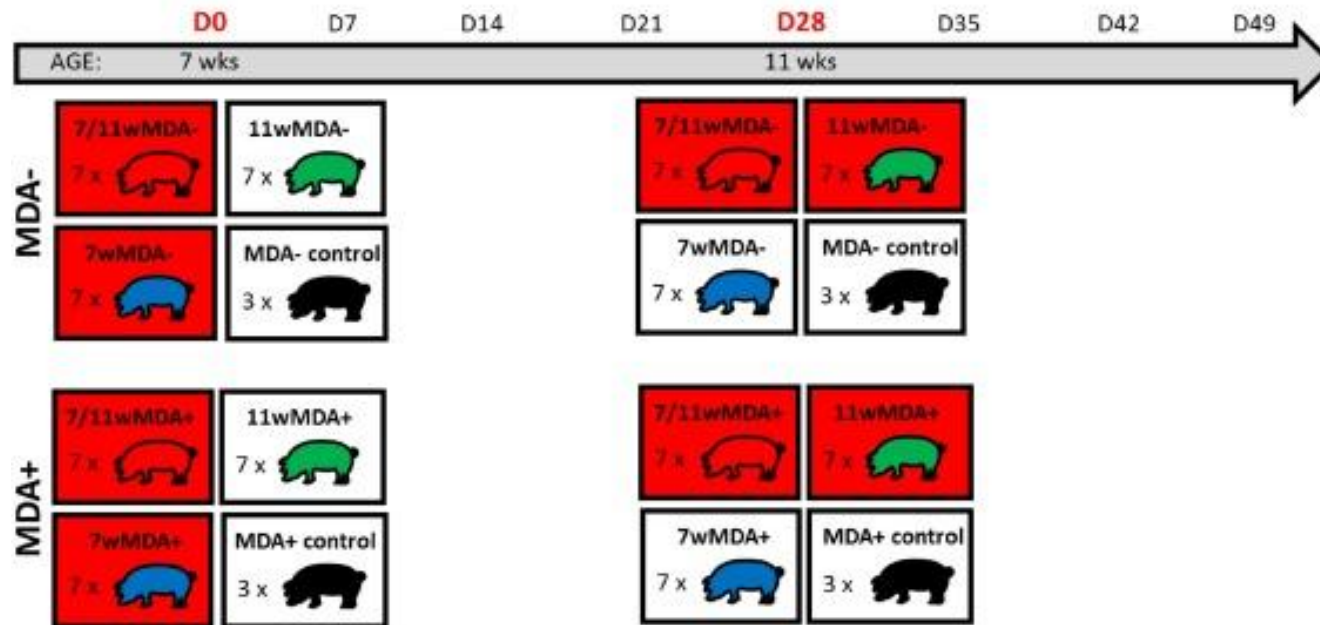 D0 D7 D14 D21 D28 D35 D42 D49
AGE: 7 wks 11 wks
MDA-
7/11wMDA- 11wMDA- 7/11wMDA- 11wMDA-
7 x 7 x 7 x 7 x
7wMDA- MDA- control 7wMDA- MDA- control
7 x 3 x 7 x 3 x
MDA+
7/11wMDA+ 11wMDA+ 7/11wMDA+ 11wMDA+
7 x 7 x 7 x 7 x
7wMDA+ MDA+ control 7wMDA+ MDA+ control
7 x 3 x 7 x 3 x